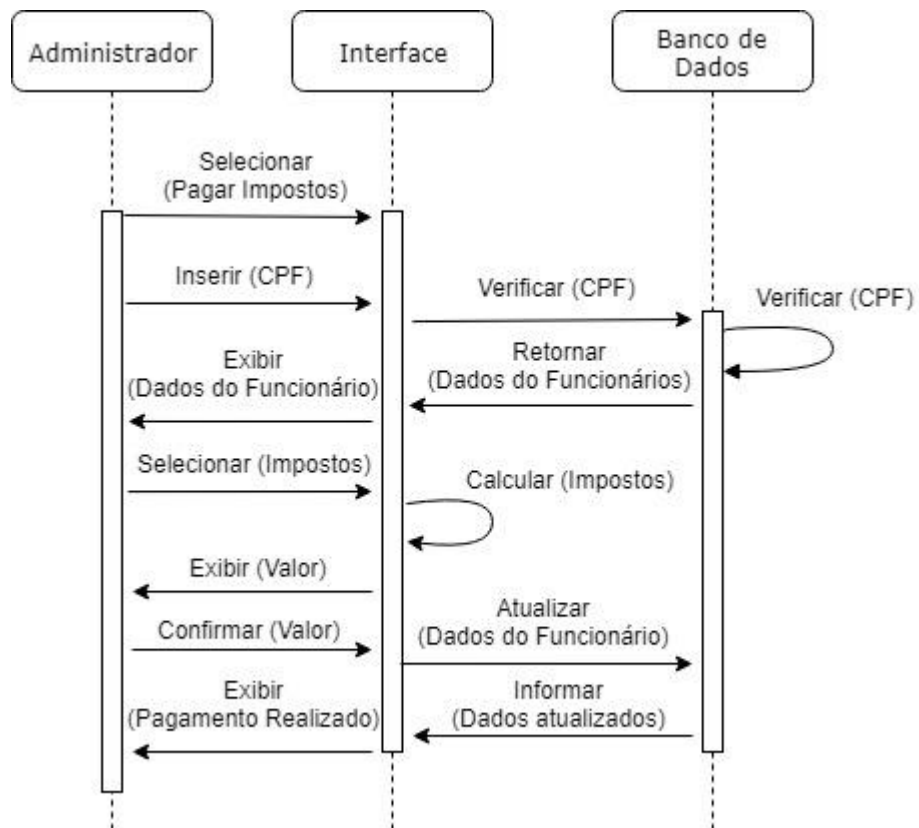 Administrador
Interface
Banco de
Dados
Selecionar
(Pagar Impostos)
Inserir (CPF)
Verificar (CPF)
Verificar (CPF)
Retornar
(Dados do Funcionários)
Exibir
(Dados do Funcionário)
Selecionar (Impostos)
Calcular (Impostos)
Exibir (Valor)
Confirmar (Valor)
Atualizar
(Dados do Funcionário)
Informar
(Dados atualizados)
Exibir
(Pagamento Realizado)